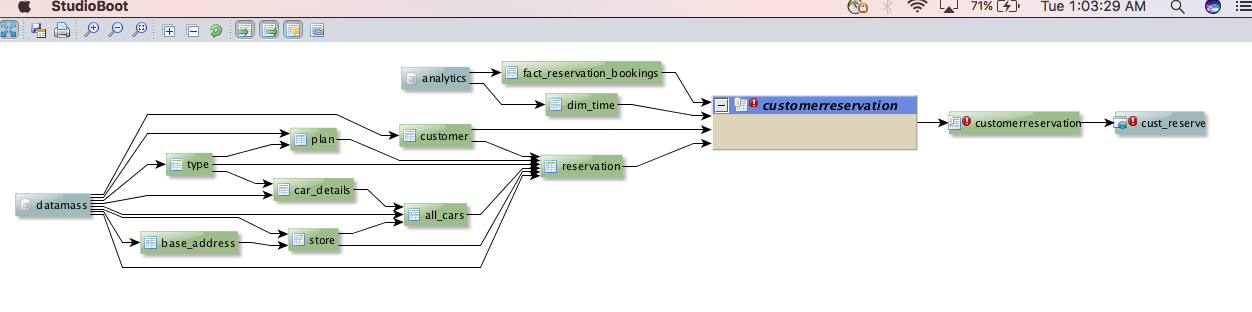 StudioBoot
71%
Tue 1:03:29 AM
analytics
fact_reservation_bookings
dim_time
customerreservation
customer
plan
customerreservation
cust_reserve
type
reservation
car_details
datamass
all_cars
base_address
store